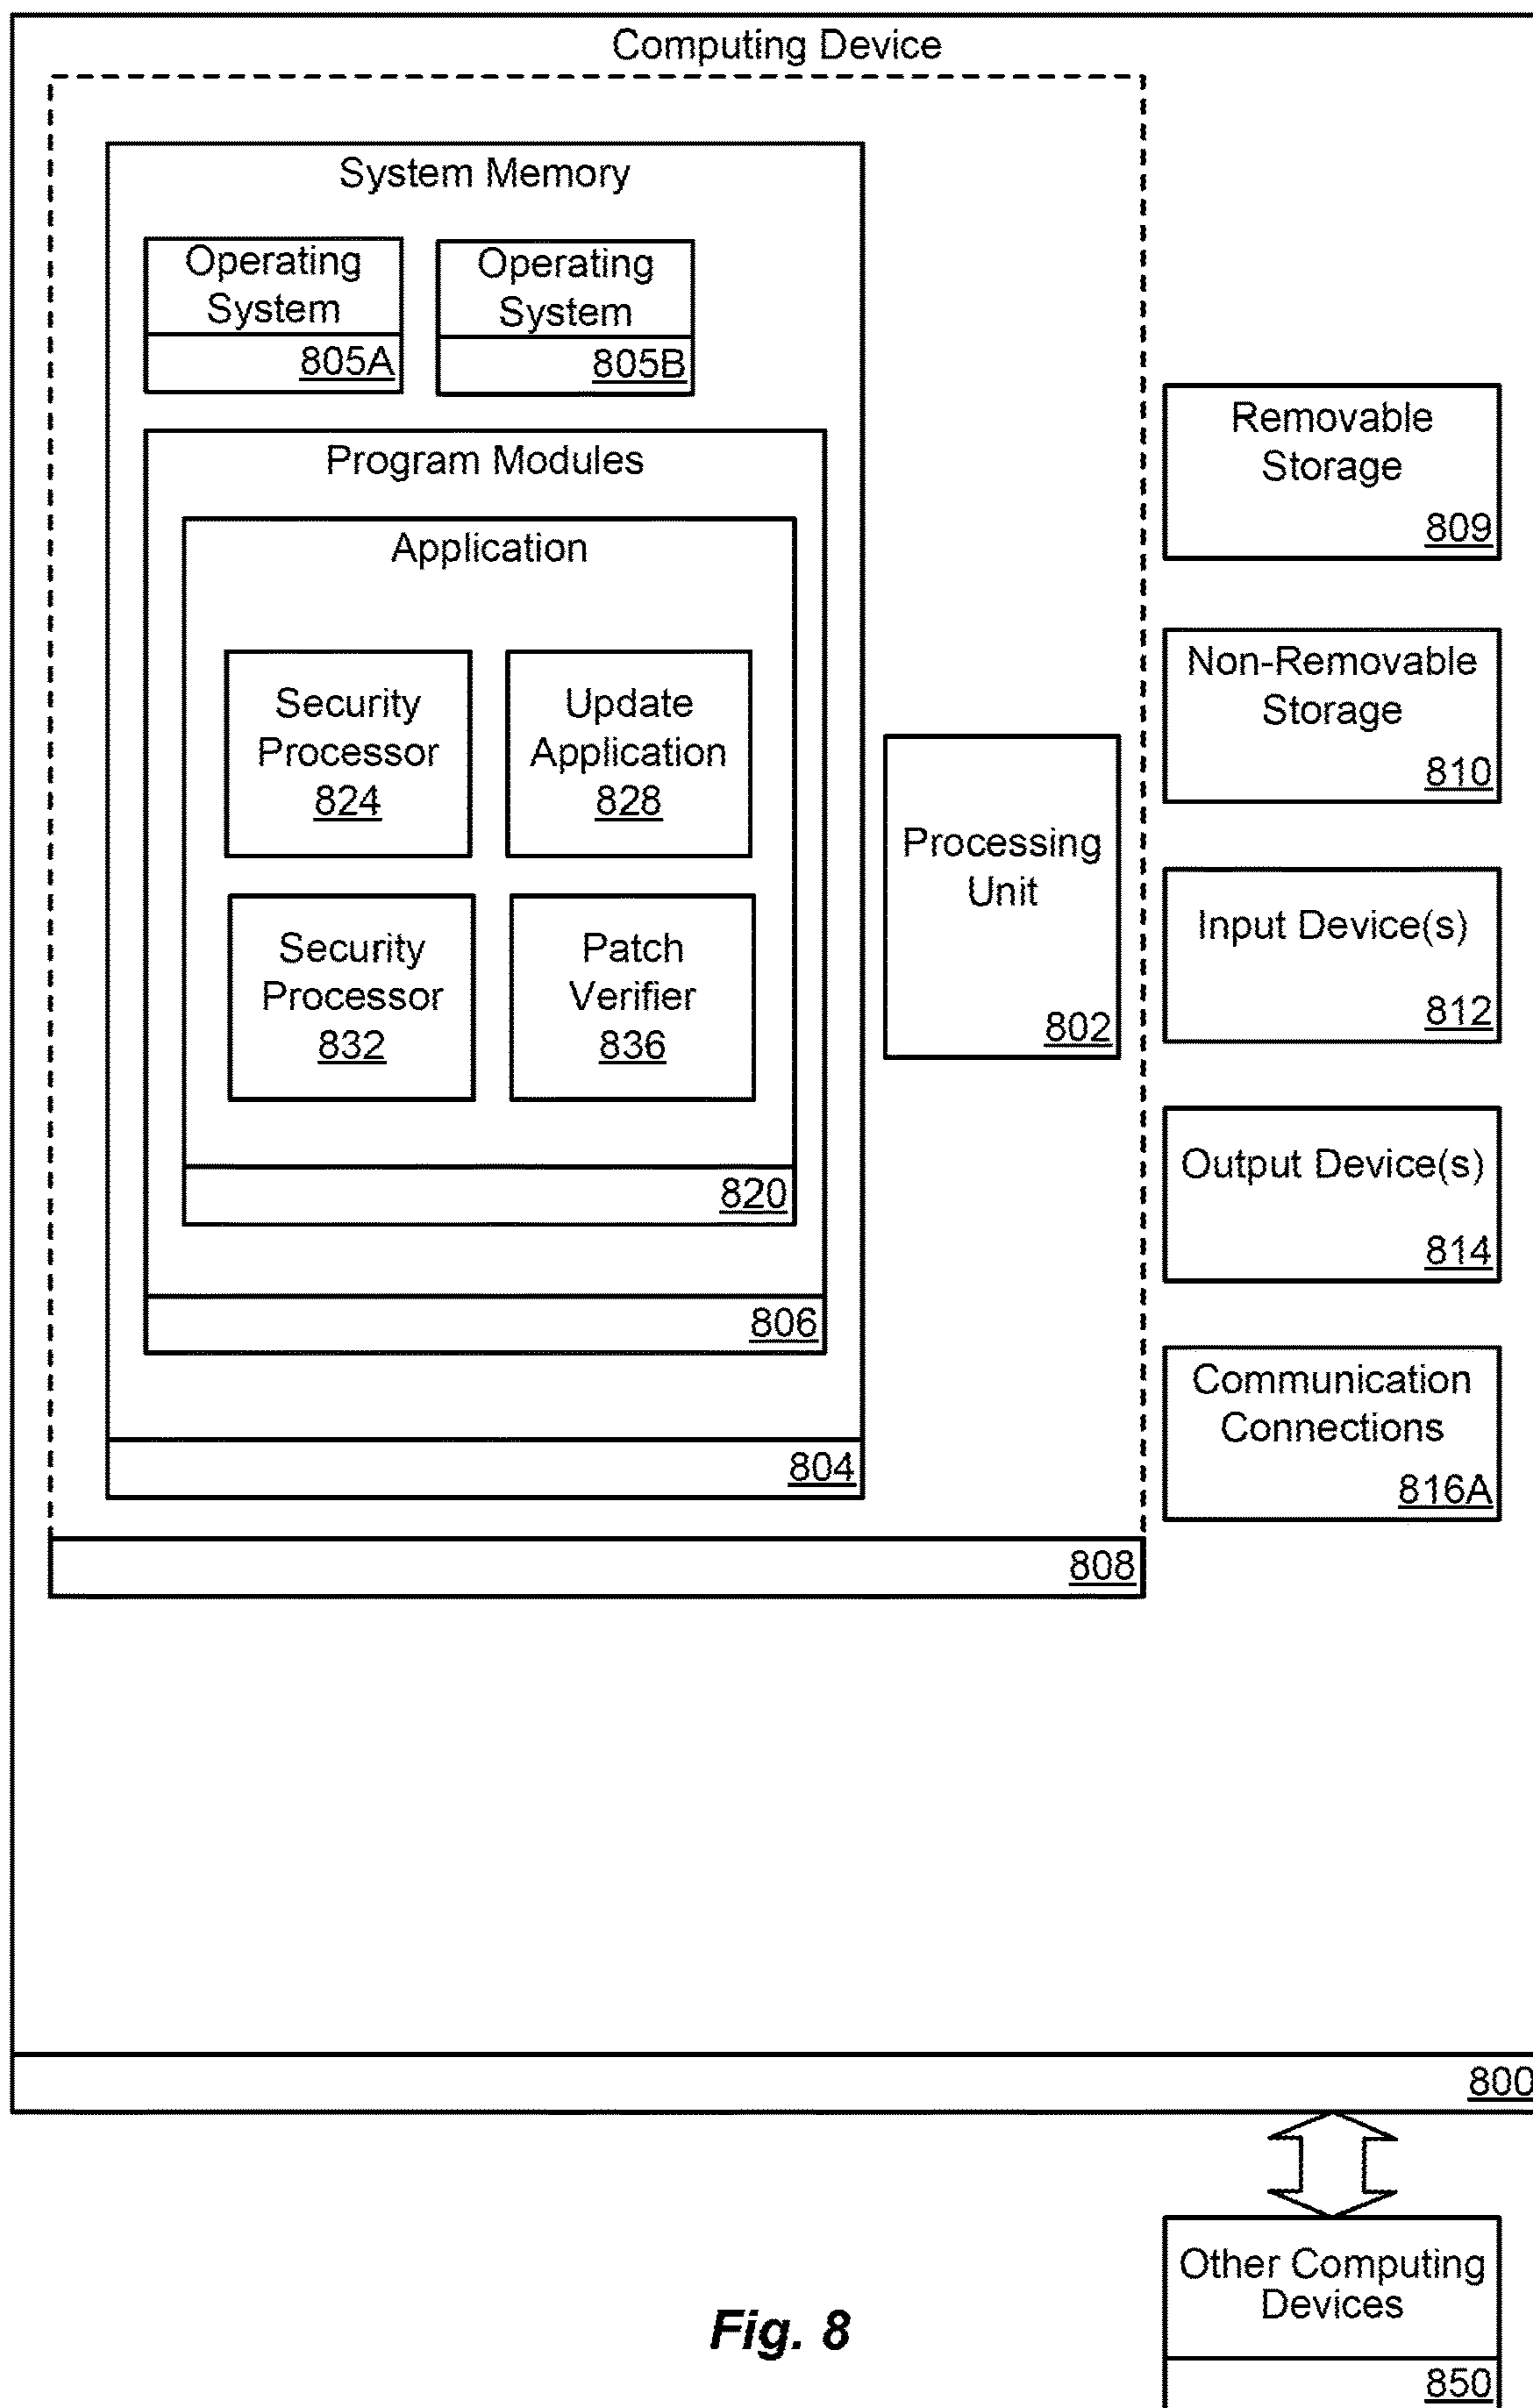 Computing Device
System Memory
Operating
System
805A
Operating
System
805B
Program Modules
Application
Security
Processor
824
Update
Application
828
Security
Processor
832
Patch
Verifier
836
820
806
804
Processing
Unit
802
808
Removable
Storage
809
Non-Removable
Storage
810
Input Device(s)
812
Output Device(s)
814
Communication
Connections
816A
800
Other Computing
Devices
850
Fig. 8